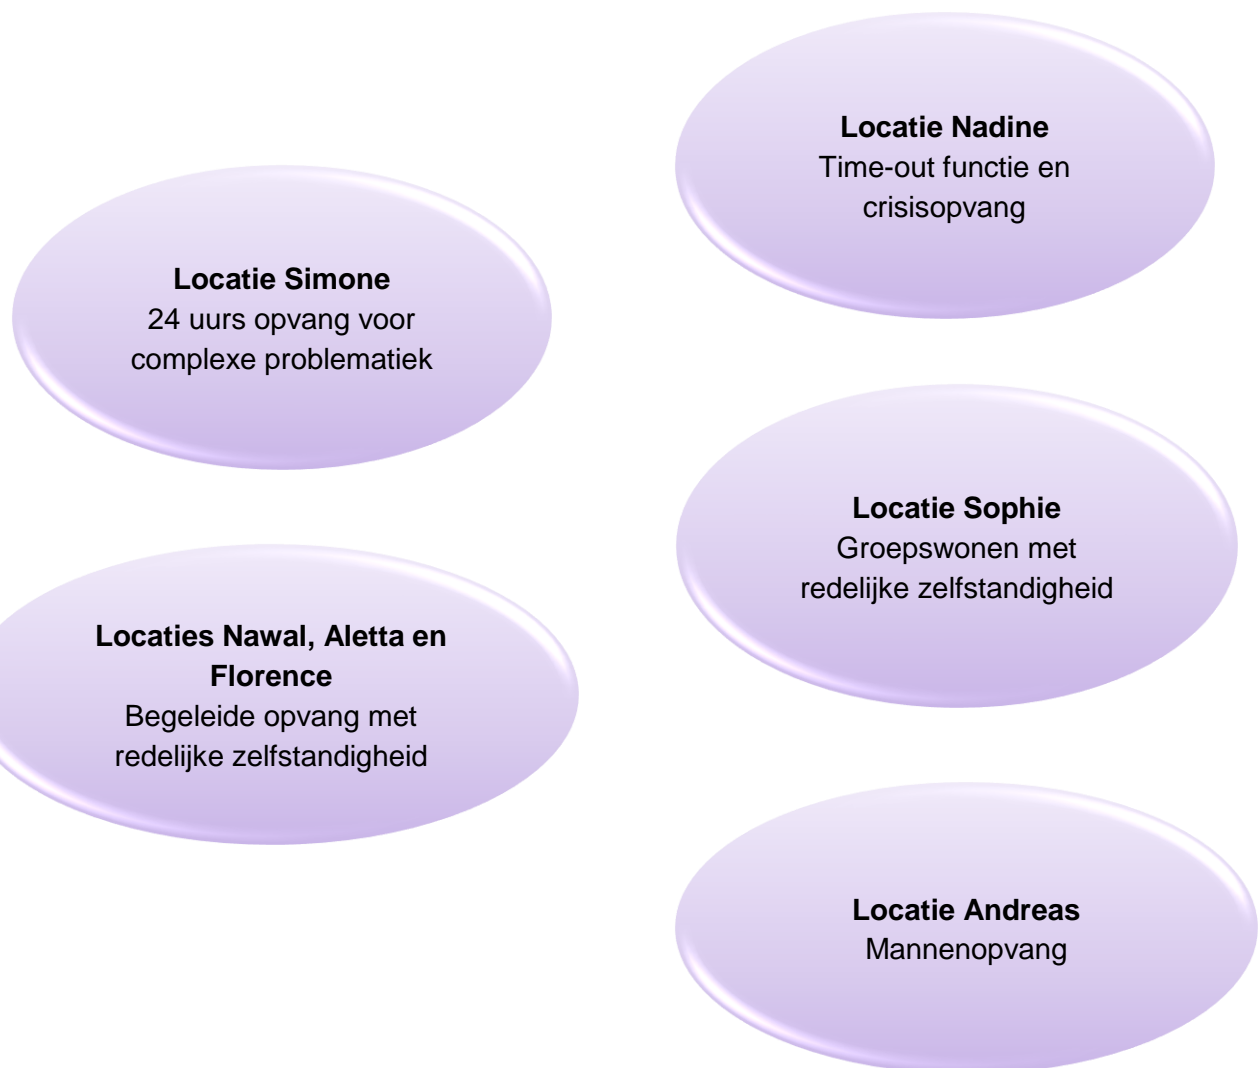 Locatie Nadine
Time-out functie en
crisisopvang
Locatie Simone
24 uurs opvang voor
complexe problematiek
Locatie Sophie
Groepswonen met
redelijke zelfstandigheid
Locaties Nawal, Aletta en
Florence
Begeleide opvang met
redelijke zelfstandigheid
Locatie Andreas
Mannenopvang